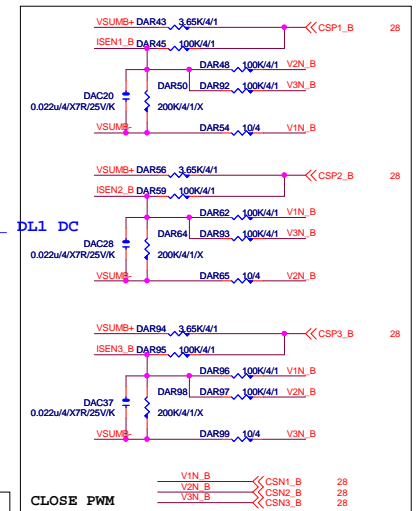 VSUMB+ DAR43 3.65K/4/1 CSP1_B 28
ISEN1_B DAR45 100K/4/1
DAR48 100K/4/1 V2N_B
DAC20 DAR50 DAR92 100K/4/1 V3N_B
0.022u/4/X7R/25V/K 200K/4/1/X
VSUMB- DAR54 10/4 V1N_B
VSUMB+ DAR56 3.65K/4/1 CSP2_B 28
ISEN2_B DAR59 100K/4/1
DAR62 100K/4/1 V1N_B
DL1 DC
DAC28 DAR64 DAR93 100K/4/1 V3N_B
0.022u/4/X7R/25V/K 200K/4/1/X
VSUMB- DAR65 10/4 V2N_B
VSUMB+ DAR94 3.65K/4/1 CSP3_B 28
ISEN3_B DAR95 100K/4/1
DAR96 100K/4/1 V1N_B
DAC37 DAR98 DAR97 100K/4/1 V2N_B
0.022u/4/X7R/25V/K 200K/4/1/X
VSUMB- DAR99 10/4 V3N_B
V1N_B CSN1_B 28
V2N_B CSN2_B 28
V3N_B CSN3_B 28
CLOSE PWM